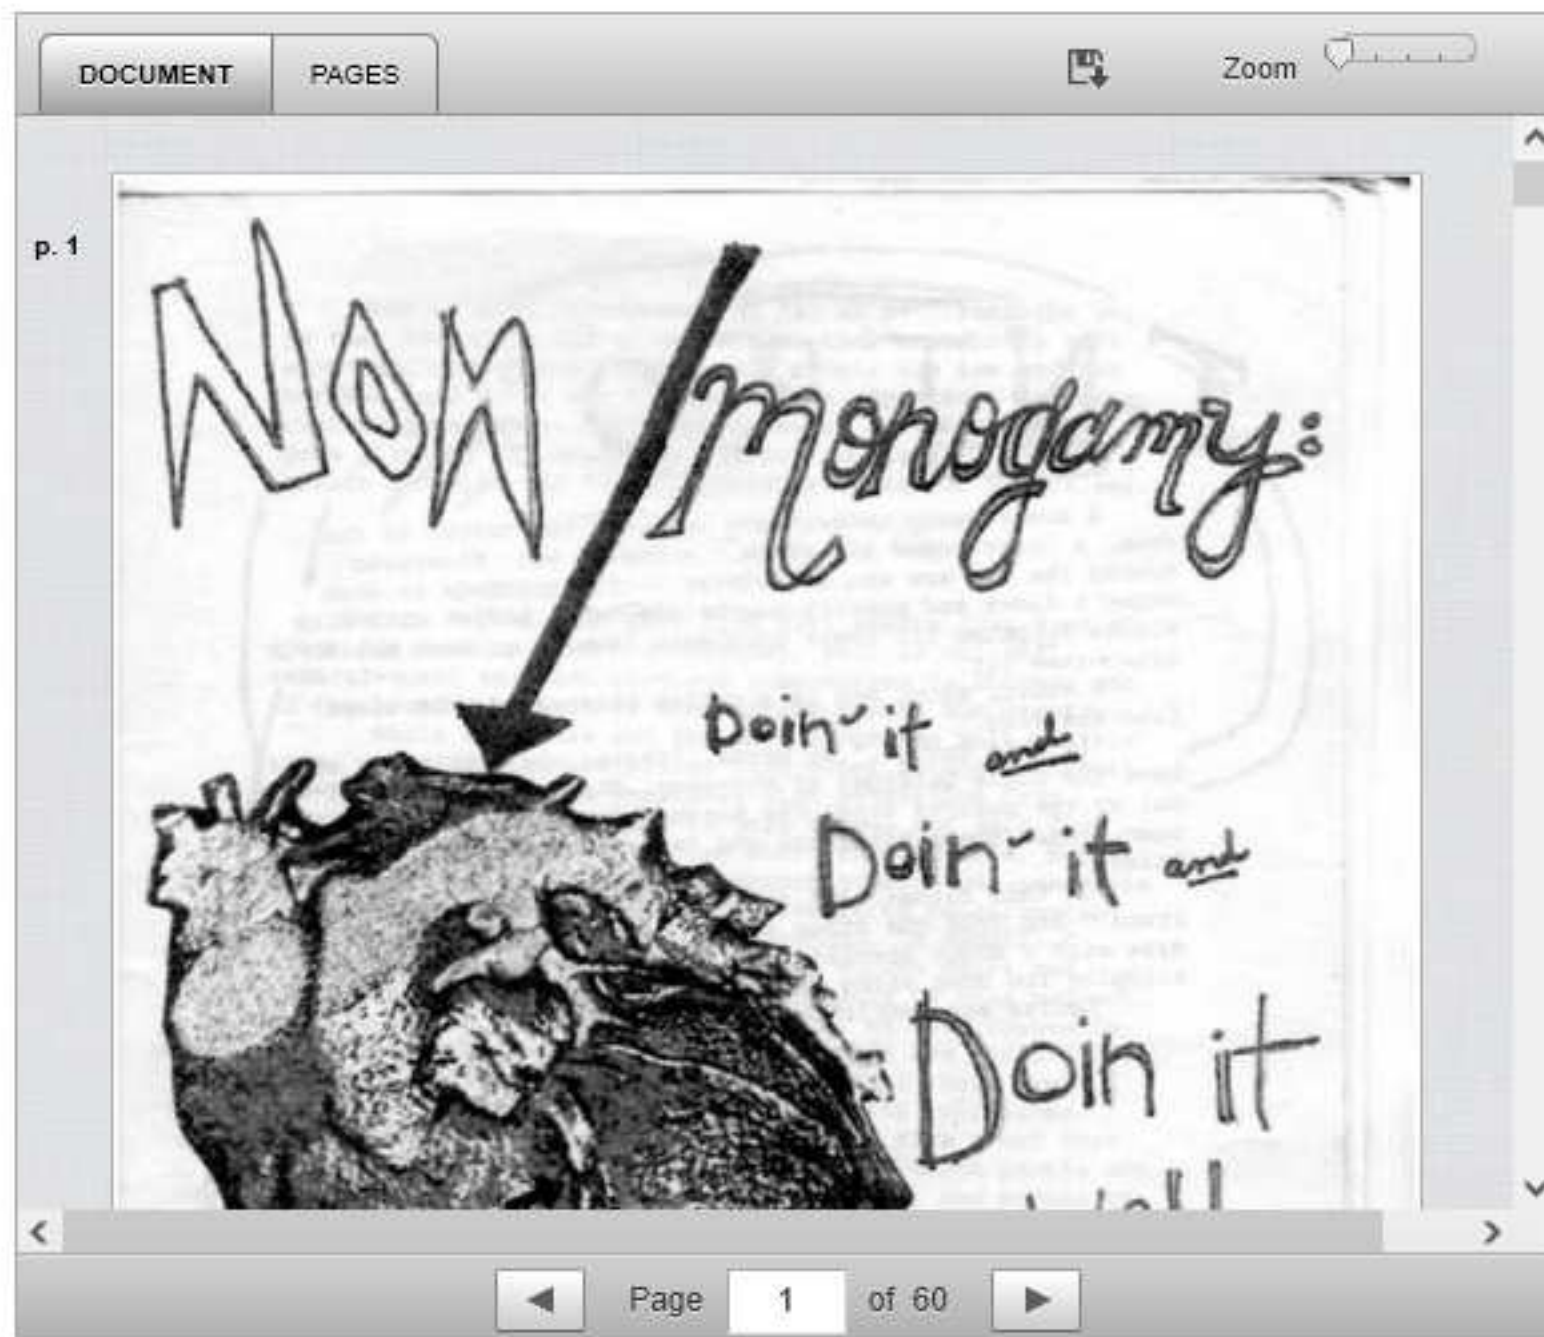 DOCUMENT PAGES Zoom
p. 1
Non / monogamy:
Doin' it and
Doin' it and
Doin it
Page 1 of 60